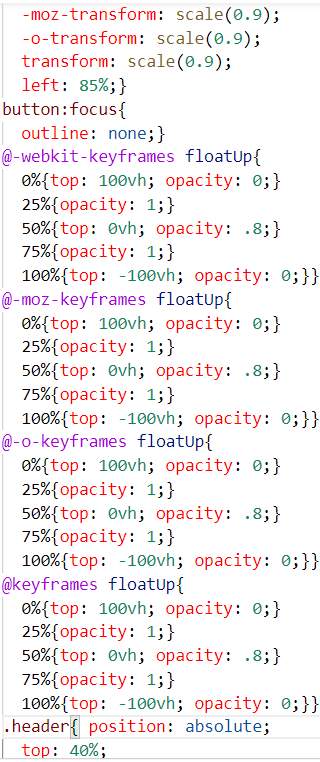 -moz-transform: scale(0.9);
-o-transform: scale(0.9);
transform: scale(0.9);
left: 85%;}
button:focus{
outline: none;}
@-webkit-keyframes floatUp{
0%{top: 100vh; opacity: 0;}
25%{opacity: 1;}
50%{top: 0vh; opacity: .8;}
75%{opacity: 1;}
100%{top: -100vh; opacity: 0;}}
@-moz-keyframes floatUp{
0%{top: 100vh; opacity: 0;}
25%{opacity: 1;}
50%{top: 0vh; opacity: .8;}
75%{opacity: 1;}
100%{top: -100vh; opacity: 0;}}
@-o-keyframes floatUp{
0%{top: 100vh; opacity: 0;}
25%{opacity: 1;}
50%{top: 0vh; opacity: .8;}
75%{opacity: 1;}
100%{top: -100vh; opacity: 0;}}
@keyframes floatUp{
0%{top: 100vh; opacity: 0;}
25%{opacity: 1;}
50%{top: 0vh; opacity: .8;}
75%{opacity: 1;}
100%{top: -100vh; opacity: 0;}}
.header{ position: absolute;
top: 40%;